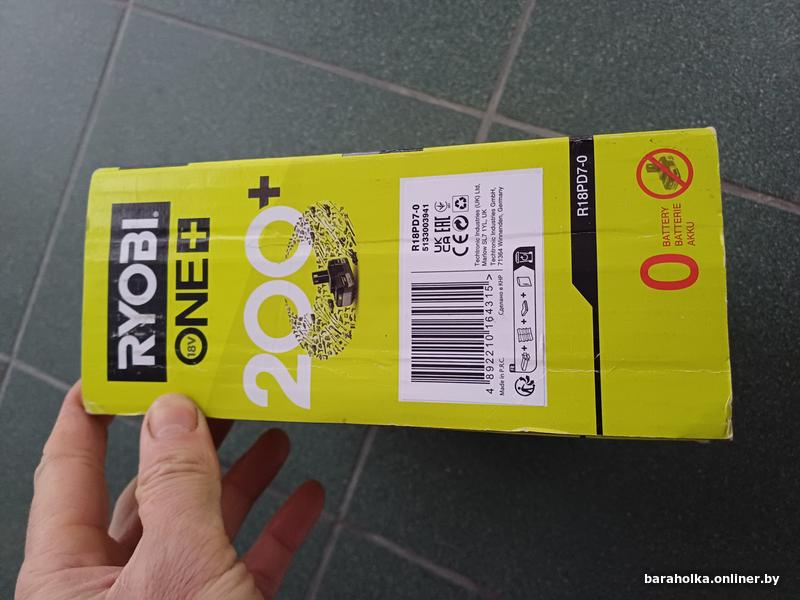 RYOBI
18V
ONE+
200+
R18PD7-0
5133003941
UK
CA
EAC
CE
Techtronic Industries (UK) Ltd,
Marlow SL7 1YL, UK
Techtronic Industries GmbH,
71364 Winnenden, Germany
4 892210 164315 >
Made in P.R.C.
Сделано в КНР
R18PD7-0
0
BATTERY
BATTERIE
AKKU
baraholka.onliner.by